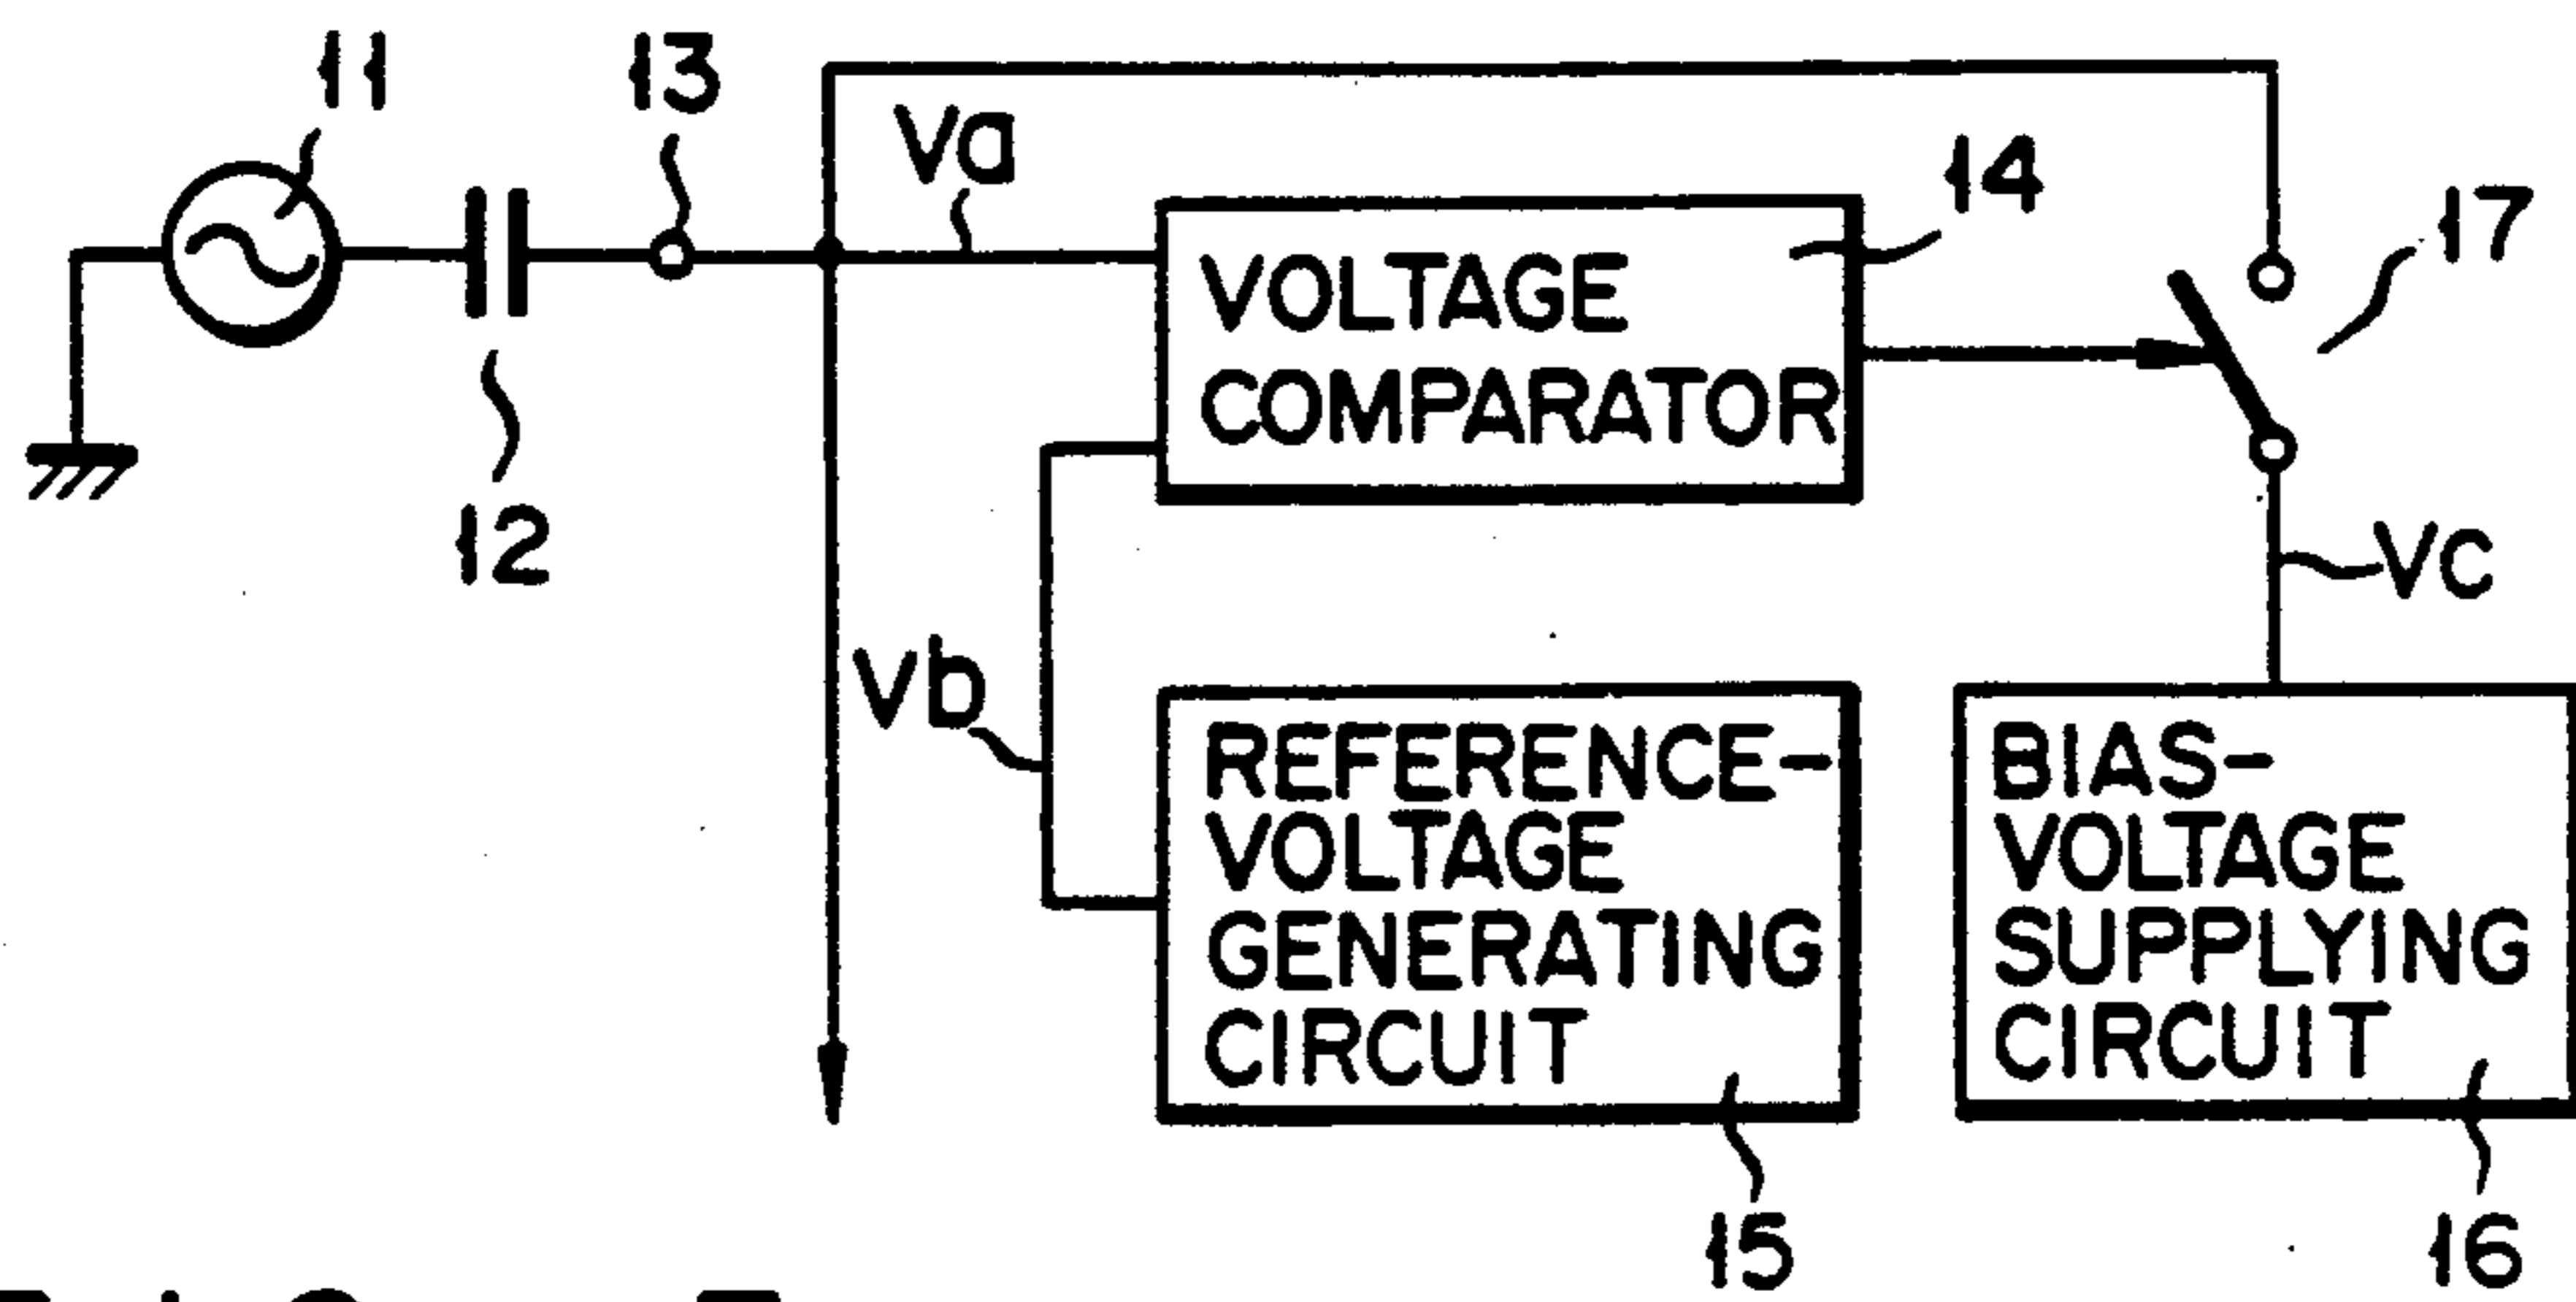 11
13
Va
14
17
VOLTAGE
COMPARATOR
12
Vc
Vb
REFERENCE-
VOLTAGE
GENERATING
CIRCUIT
BIAS-
VOLTAGE
SUPPLYING
CIRCUIT
15
16